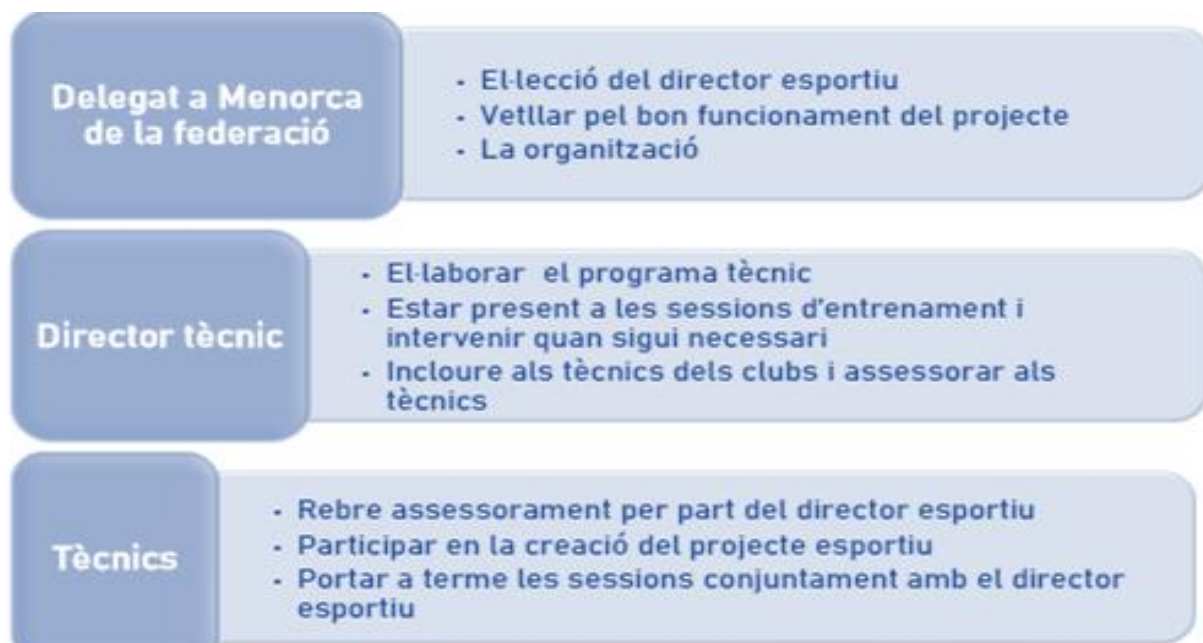 Delegat a Menorca
de la federació
- El·lecció del director esportiu
- Vetllar pel bon funcionament del projecte
- La organització
Director tècnic
- El·laborar el programa tècnic
- Estar present a les sessions d'entrenament i
intervenir quan sigui necessari
- Incloure als tècnics dels clubs i assessorar als
tècnics
Tècnics
- Rebre assessorament per part del director esportiu
- Participar en la creació del projecte esportiu
- Portar a terme les sessions conjuntament amb el director
esportiu